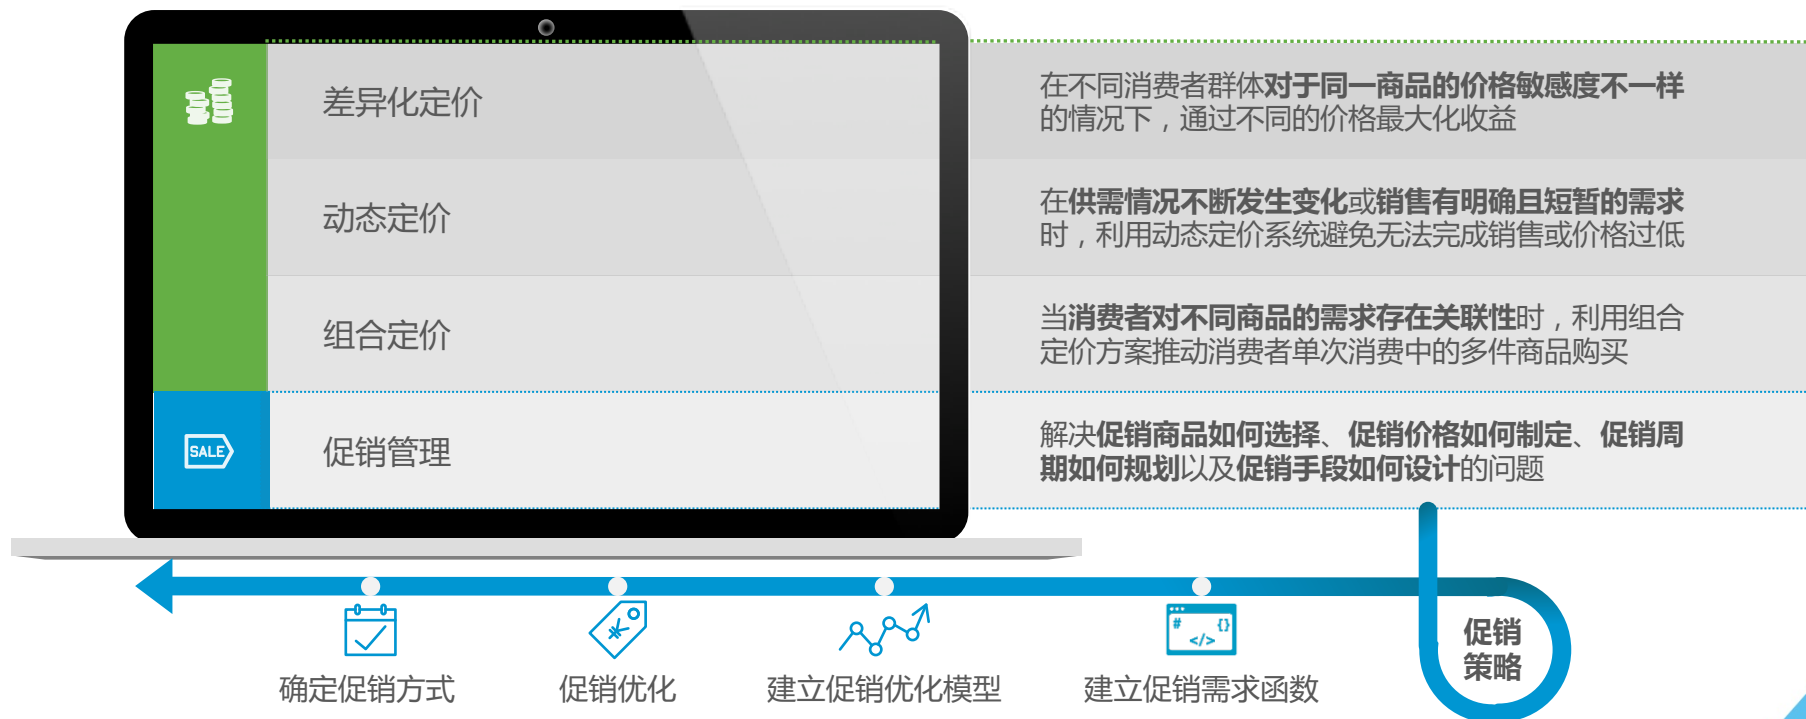 差异化定价
在不同消费者群体对于同一商品的价格敏感度不一样
的情况下，通过不同的价格最大化收益
动态定价
在供需情况不断发生变化或销售有明确且短暂的需求
时，利用动态定价系统避免无法完成销售或价格过低
组合定价
当消费者对不同商品的需求存在关联性时，利用组合
定价方案推动消费者单次消费中的多件商品购买
SALE
促销管理
解决促销商品如何选择、促销价格如何制定、促销周
期如何规划以及促销手段如何设计的问题
促销
策略
¥
# {}
</>
确定促销方式
促销优化
建立促销优化模型
建立促销需求函数